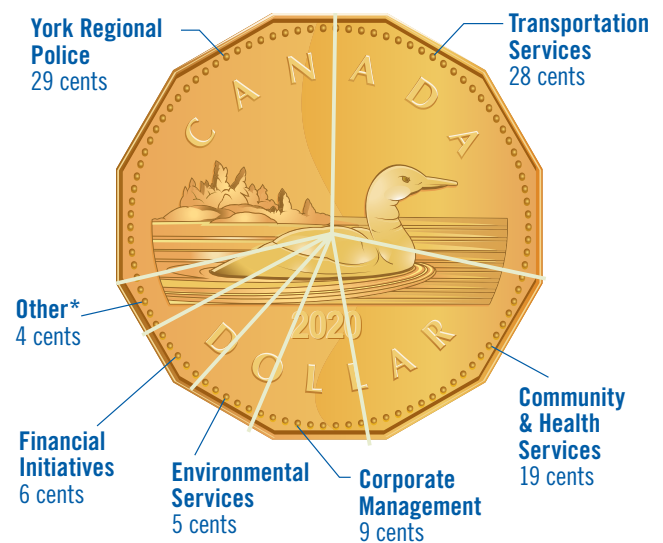 York Regional
Police
29 cents
Transportation
Services
28 cents
CANADA
2020
DOLLAR
Other*
4 cents
Community
& Health
Services
19 cents
Financial
Initiatives
6 cents
Environmental
Services
5 cents
Corporate
Management
9 cents